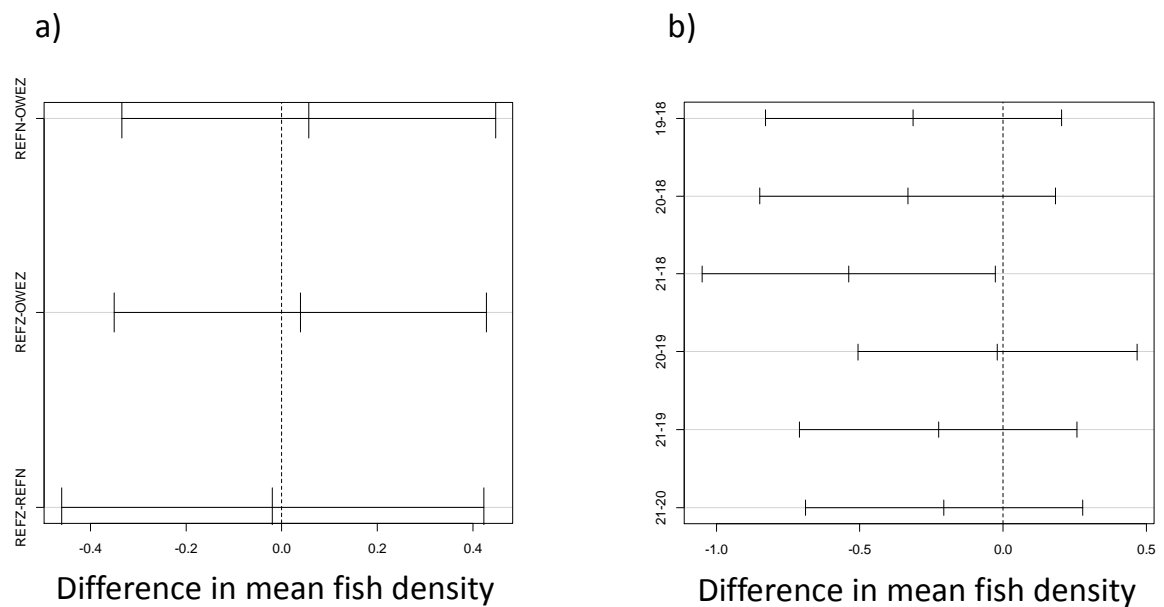 a)
REFN-OWEZ
REFZ-OWEZ
REFZ-REFN
-0.4 -0.2 0.0 0.2 0.4
Difference in mean fish density
b)
19-18
20-18
21-18
20-19
21-19
21-20
-1.0 -0.5 0.0 0.5
Difference in mean fish density